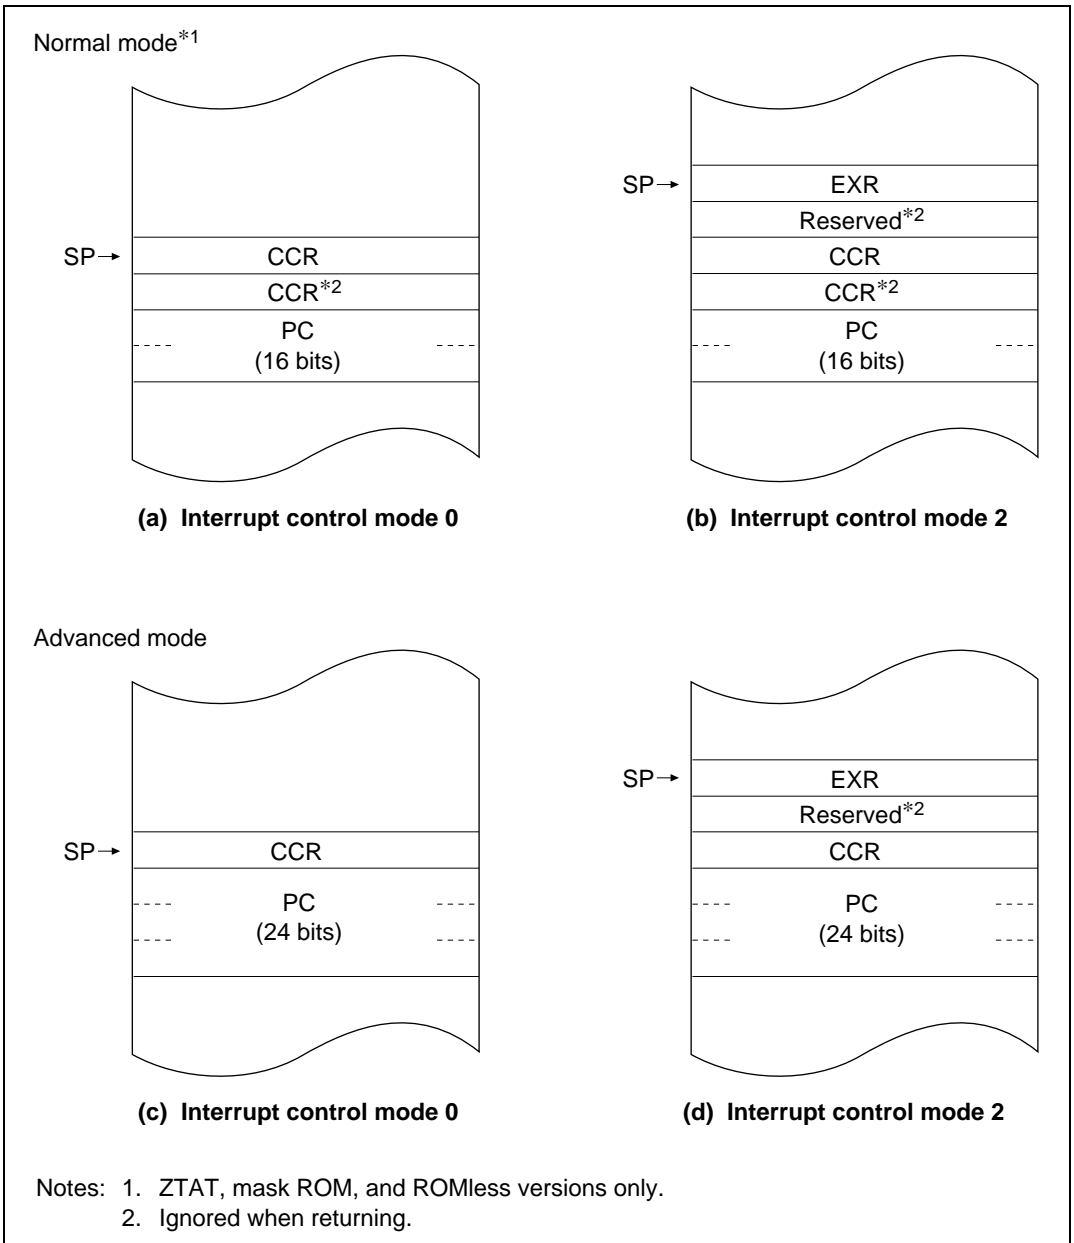 Normal mode*1
SP→ CCR
CCR*2
PC
(16 bits)
(a) Interrupt control mode 0
SP→ EXR
Reserved*2
CCR
CCR*2
PC
(16 bits)
(b) Interrupt control mode 2
Advanced mode
SP→ CCR
PC
(24 bits)
(c) Interrupt control mode 0
SP→ EXR
Reserved*2
CCR
PC
(24 bits)
(d) Interrupt control mode 2
Notes: 1. ZTAT, mask ROM, and ROMless versions only.
2. Ignored when returning.